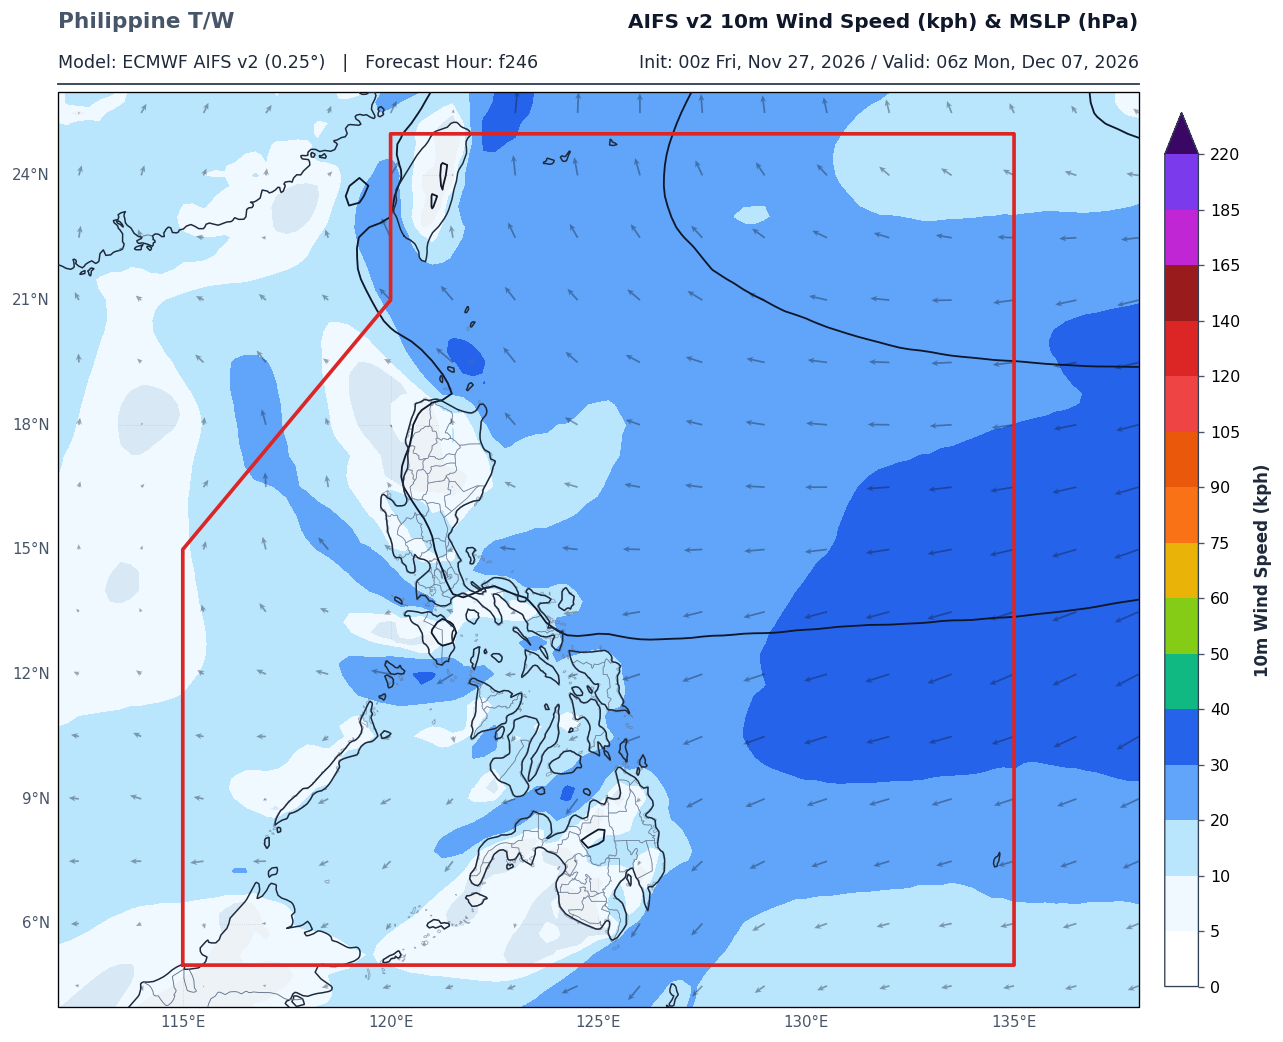 Philippine T/W
AIFS v2 10m Wind Speed (kph) & MSLP (hPa)
Model: ECMWF AIFS v2 (0.25°) | Forecast Hour: f246
Init: 00z Fri, Nov 27, 2026 / Valid: 06z Mon, Dec 07, 2026
24°N
21°N
18°N
15°N
12°N
9°N
6°N
115°E
120°E
125°E
130°E
135°E
220
185
165
140
120
105
90
75
60
50
40
30
20
10
5
0
10m Wind Speed (kph)